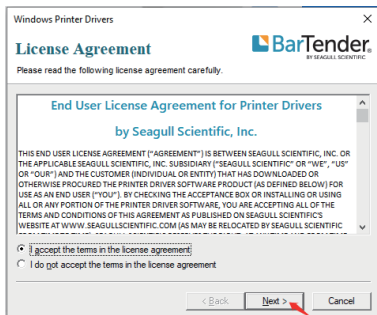 Windows Printer Drivers
License Agreement
BarTender
BY SEAGULL SCIENTIFIC
Please read the following license agreement carefully.
End User License Agreement for Printer Drivers
by Seagull Scientific, Inc.
THIS END USER LICENSE AGREEMENT ("AGREEMENT") IS BETWEEN SEAGULL SCIENTIFIC, INC. OR
THE APPLICABLE SEAGULL SCIENTIFIC, INC. SUBSIDIARY ("SEAGULL SCIENTIFIC" OR "WE", "US"
OR "OUR") AND THE CUSTOMER (INDIVIDUAL OR ENTITY) THAT HAS DOWNLOADED OR
OTHERWISE PROCURED THE PRINTER DRIVER SOFTWARE PRODUCT (AS DEFINED BELOW) FOR
USE AS AN END USER ("YOU"). BY CHECKING THE ACCEPTANCE BOX OR INSTALLING OR USING
ALL OR ANY PORTION OF THE PRINTER DRIVER SOFTWARE, YOU ARE ACCEPTING ALL OF THE
TERMS AND CONDITIONS OF THIS AGREEMENT AS PUBLISHED ON SEAGULL SCIENTIFIC'S
WEBSITE AT WWW.SEAGULLSCIENTIFIC.COM (AS MAY BE RELOCATED BY SEAGULL SCIENTIFIC
I accept the terms in the license agreement
I do not accept the terms in the license agreement
< Back
Next >
Cancel